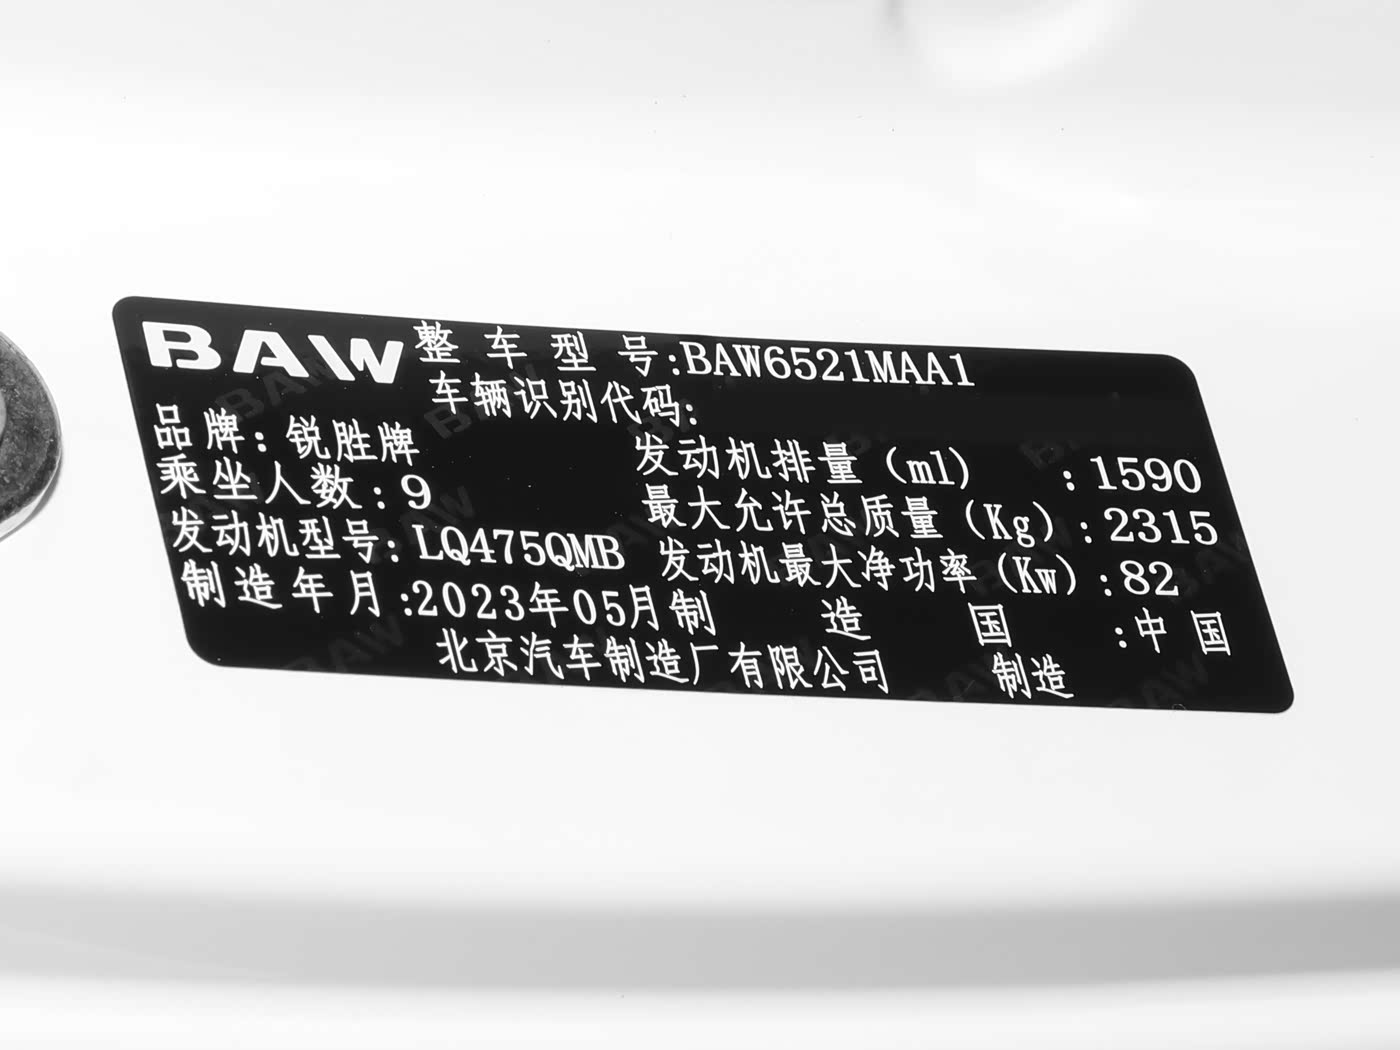 BAW 整车型号:BAW6521MAA1
车辆识别代码:
品牌:锐胜牌
发动机排量(ml) :1590
乘坐人数:9
最大允许总质量(Kg):2315
发动机型号:LQ475QMB
发动机最大净功率(Kw):82
制造年月:2023年05月
制造国:中国
北京汽车制造厂有限公司 制造